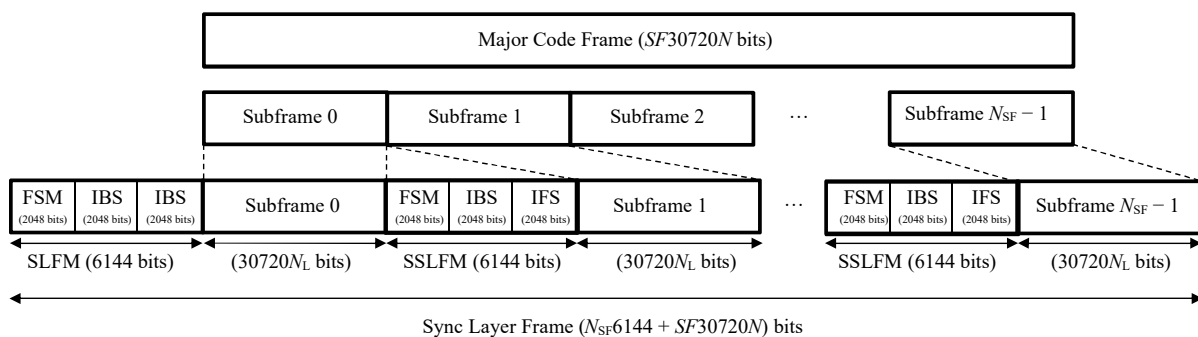 Major Code Frame (SF30720N bits)
Subframe 0 Subframe 1 Subframe 2 ⋯ Subframe NSF − 1
FSM IBS IBS Subframe 0 FSM IBS IFS Subframe 1 ⋯ FSM IBS IFS Subframe NSF − 1
(2048 bits) (2048 bits) (2048 bits) (2048 bits) (2048 bits) (2048 bits) (2048 bits) (2048 bits) (2048 bits)
SLFM (6144 bits) (30720NL bits) SSLFM (6144 bits) (30720NL bits) SSLFM (6144 bits) (30720NL bits)
Sync Layer Frame (NSF6144 + SF30720N) bits